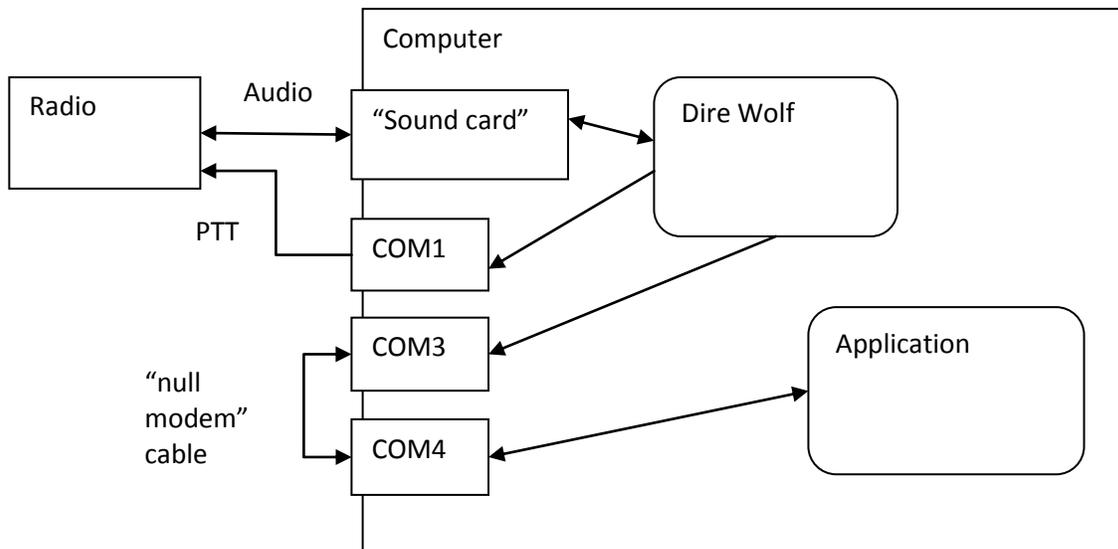 Computer
Radio
Audio
“Sound card”
Dire Wolf
PTT
COM1
COM3
Application
“null
modem”
cable
COM4